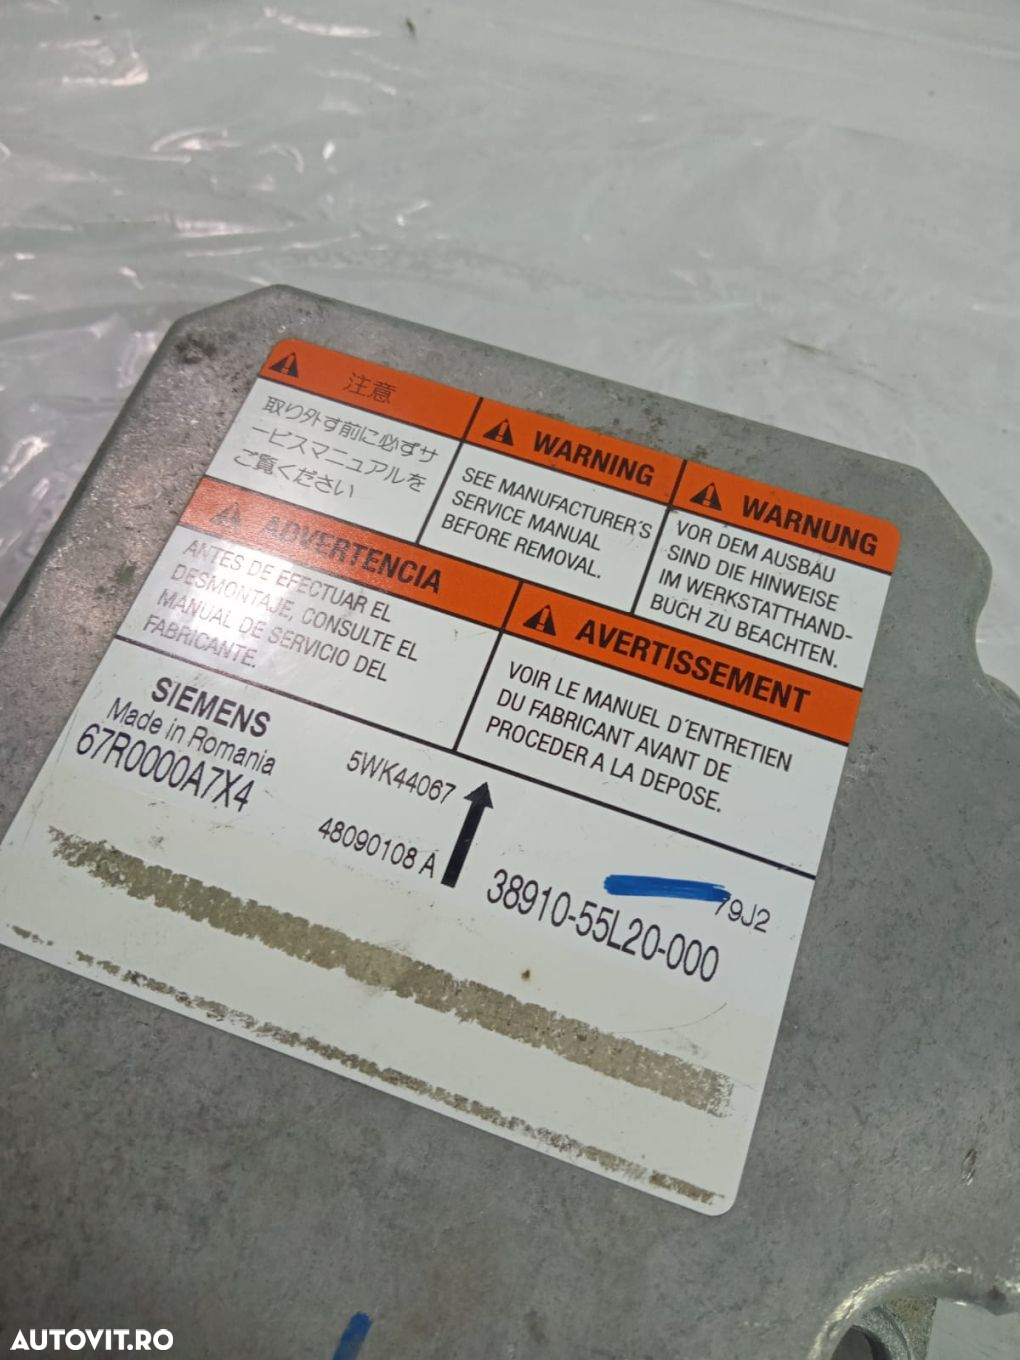 注意
取り外す前に必ずサ
ービスマニュアルを
ご覧ください
WARNING
SEE MANUFACTURER'S
SERVICE MANUAL
BEFORE REMOVAL.
WARNUNG
VOR DEM AUSBAU
SIND DIE HINWEISE
IM WERKSTATTHAND-
BUCH ZU BEACHTEN.
ADVERTENCIA
ANTES DE EFECTUAR EL
DESMONTAJE, CONSULTE EL
MANUAL DE SERVICIO DEL
FABRICANTE.
AVERTISSEMENT
VOIR LE MANUEL D´ENTRETIEN
DU FABRICANT AVANT DE
PROCEDER A LA DEPOSE.
SIEMENS
Made in Romania
67R0000A7X4
5WK44067
48090108 A
79J2
38910-55L20-000
AUTOVIT.RO